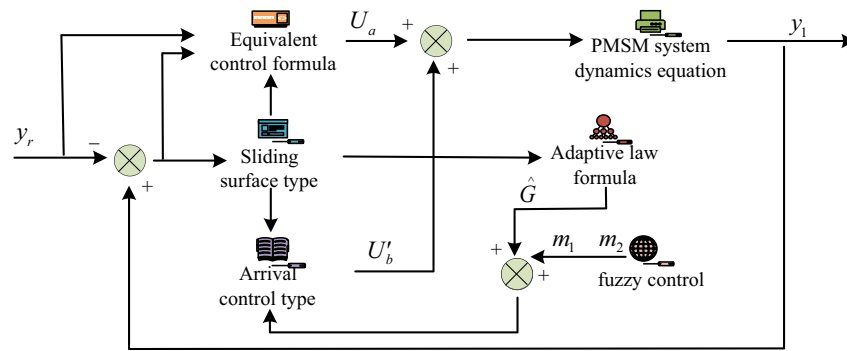 U_a
+
+
Equivalent
control formula
PMSM system
dynamics equation
y_1
y_r
−
+
Sliding
surface type
Adaptive law
formula
Ĝ
U′_b
+
+
m_1 m_2
Arrival
control type
fuzzy control